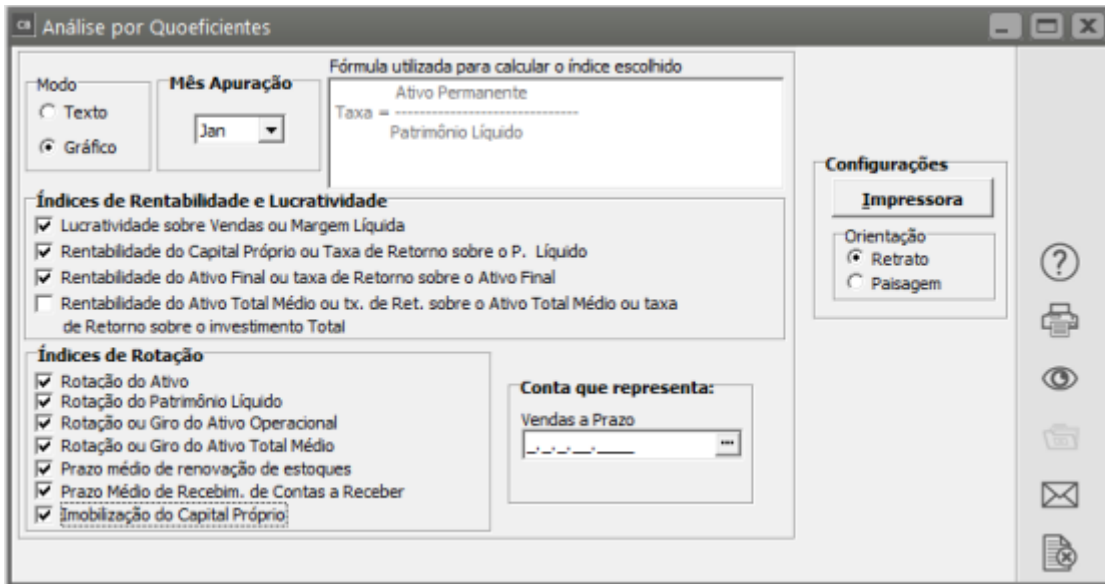 CB Análise por Quoeficientes
Modo
Texto
Gráfico
Mês Apuração
Jan
Fórmula utilizada para calcular o índice escolhido
Ativo Permanente
Taxa = ------------------------------
Patrimônio Líquido
Índices de Rentabilidade e Lucratividade
Lucratividade sobre Vendas ou Margem Líquida
Rentabilidade do Capital Próprio ou Taxa de Retorno sobre o P. Líquido
Rentabilidade do Ativo Final ou taxa de Retorno sobre o Ativo Final
Rentabilidade do Ativo Total Médio ou tx. de Ret. sobre o Ativo Total Médio ou taxa
de Retorno sobre o investimento Total
Índices de Rotação
Rotação do Ativo
Rotação do Patrimônio Líquido
Rotação ou Giro do Ativo Operacional
Rotação ou Giro do Ativo Total Médio
Prazo médio de renovação de estoques
Prazo Médio de Recebim. de Contas a Receber
Imobilização do Capital Próprio
Conta que representa:
Vendas a Prazo
_._._.__.____
...
Configurações
Impressora
Orientação
Retrato
Paisagem